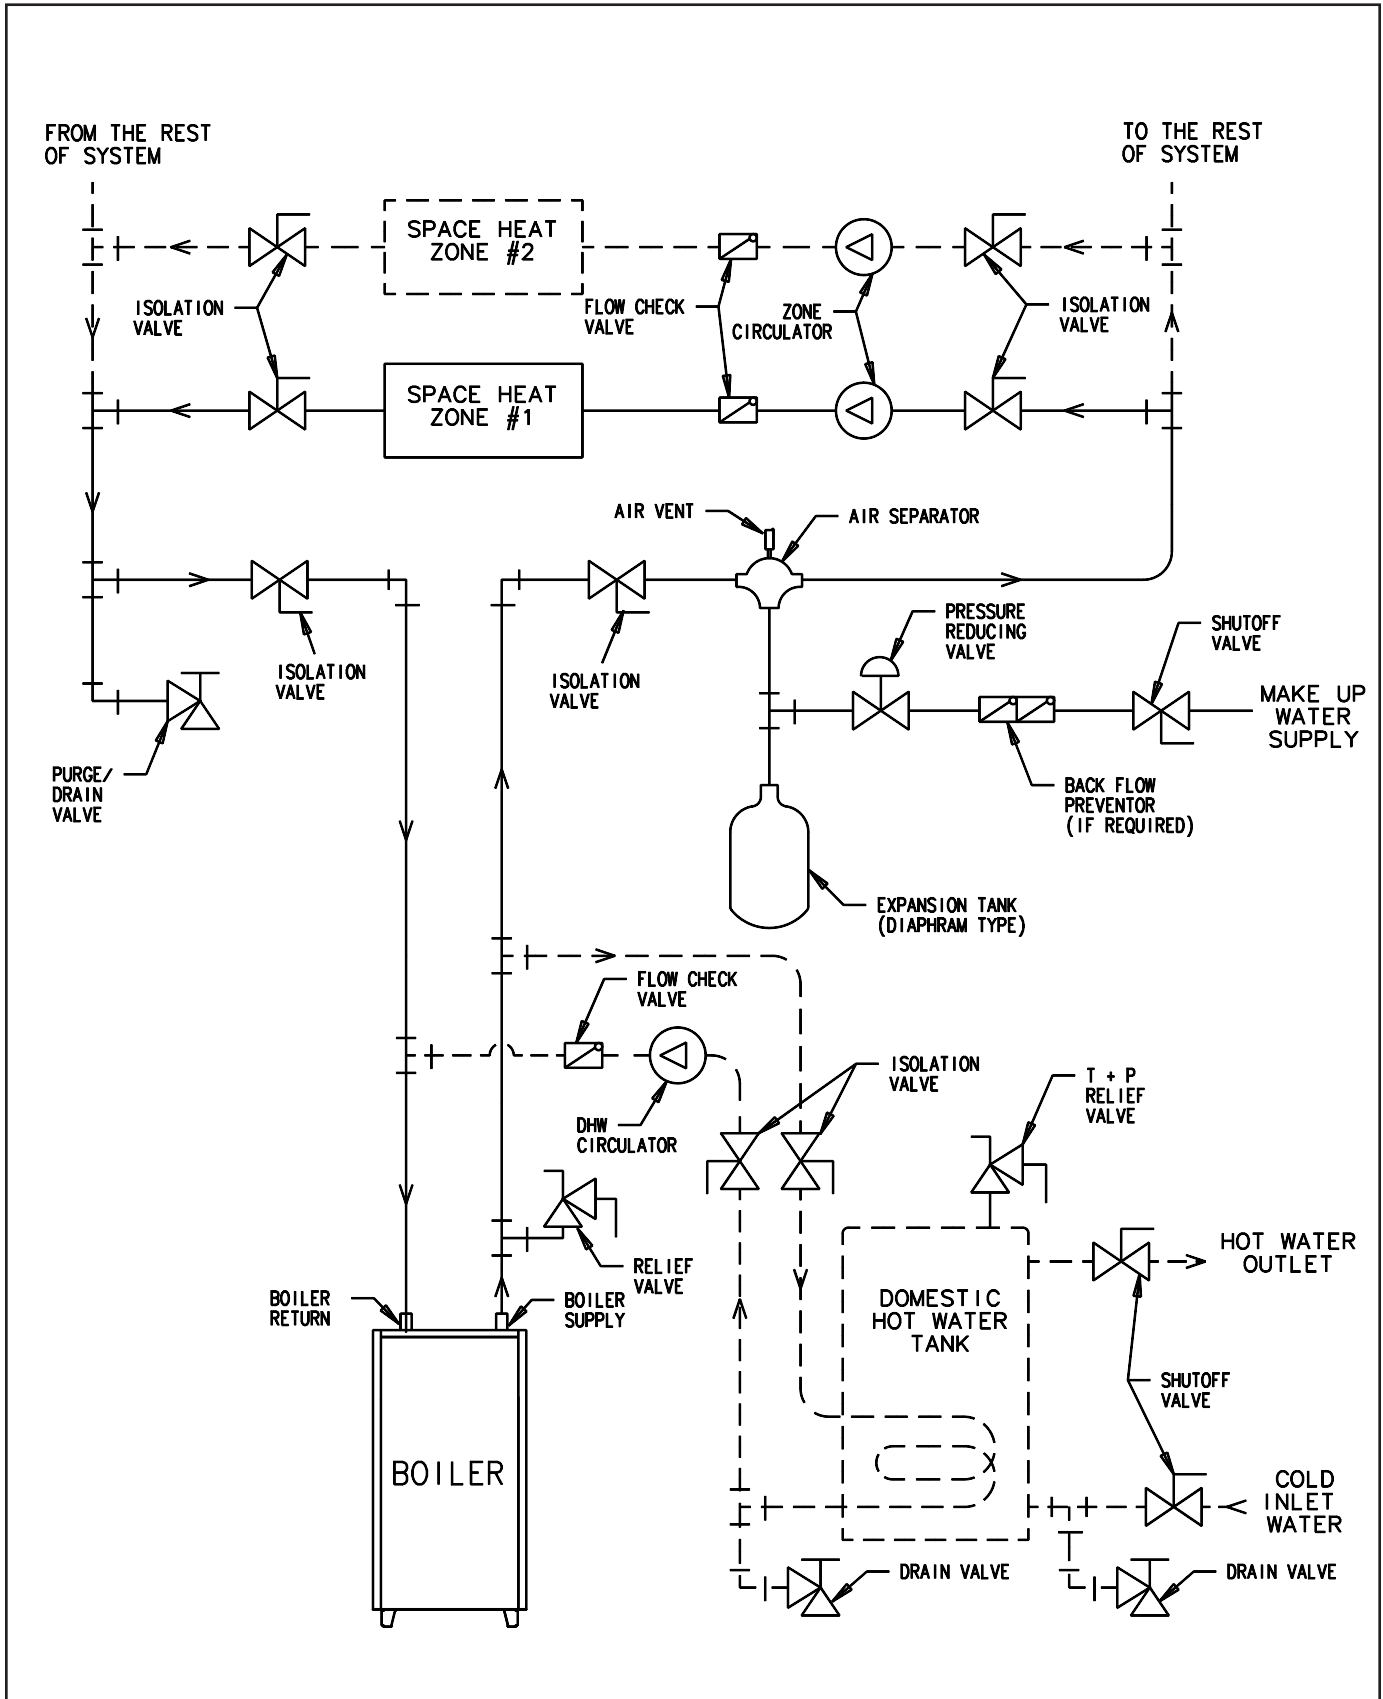 FROM THE REST
OF SYSTEM
TO THE REST
OF SYSTEM
SPACE HEAT
ZONE #2
ISOLATION
VALVE
FLOW CHECK
VALVE
ZONE
CIRCULATOR
ISOLATION
VALVE
SPACE HEAT
ZONE #1
AIR VENT
AIR SEPARATOR
ISOLATION
VALVE
ISOLATION
VALVE
PRESSURE
REDUCING
VALVE
SHUTOFF
VALVE
MAKE UP
WATER
SUPPLY
PURGE/
DRAIN
VALVE
BACK FLOW
PREVENTOR
(IF REQUIRED)
EXPANSION TANK
(DIAPHRAM TYPE)
FLOW CHECK
VALVE
DHW
CIRCULATOR
ISOLATION
VALVE
T + P
RELIEF
VALVE
RELIEF
VALVE
BOILER
RETURN
BOILER
SUPPLY
HOT WATER
OUTLET
DOMESTIC
HOT WATER
TANK
SHUTOFF
VALVE
BOILER
COLD
INLET
WATER
DRAIN VALVE
DRAIN VALVE